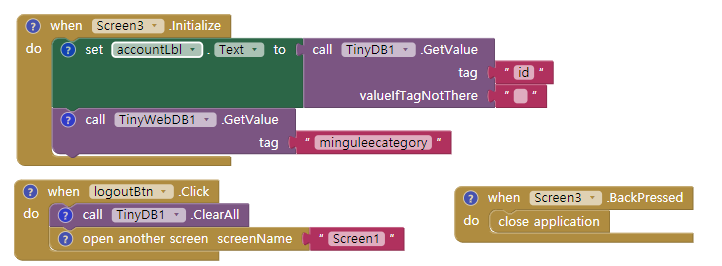 ? when Screen3 .Initialize
do ? set accountLbl . Text to ? call TinyDB1 .GetValue
tag " id "
valueIfTagNotThere " "
? call TinyWebDB1 .GetValue
tag " minguleecategory "
? when logoutBtn .Click
do ? call TinyDB1 .ClearAll
? open another screen screenName " Screen1 "
? when Screen3 .BackPressed
do close application